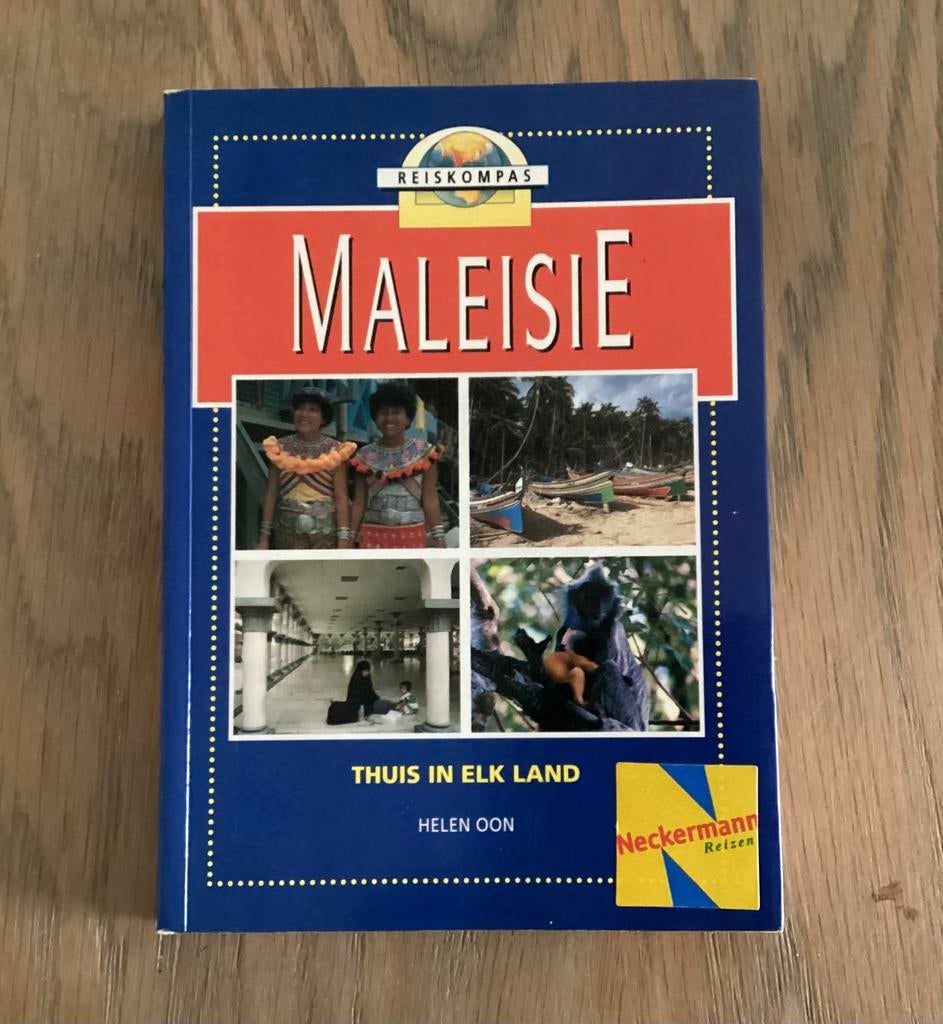 REISKOMPAS
MALEISIE
THUIS IN ELK LAND
HELEN OON
Neckermann
Reizen